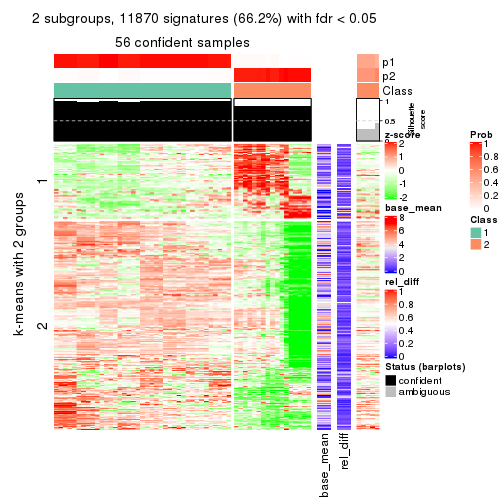 2 subgroups, 11870 signatures (66.2%) with fdr < 0.05
56 confident samples
p1
p2
Class
1
0.5
0
Silhouette
score
k-means with 2 groups
1
2
base_mean
rel_diff
z-score
2
1
0
-1
-2
base_mean
8
6
4
2
0
rel_diff
1
0.8
0.6
0.4
0.2
0
Status (barplots)
confident
ambiguous
Prob
1
0.8
0.6
0.4
0.2
0
Class
1
2